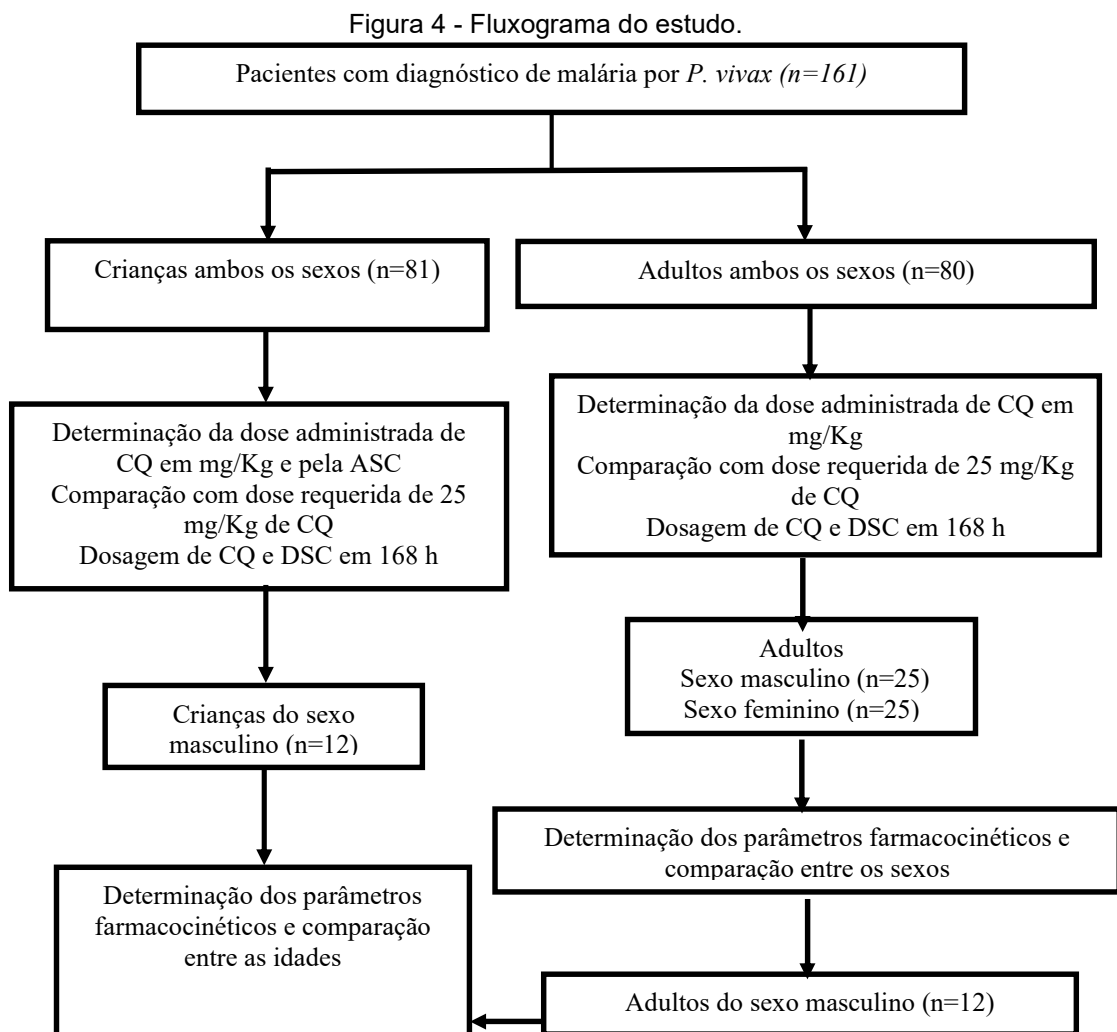 Figura 4 - Fluxograma do estudo.
Pacientes com diagnóstico de malária por P. vivax (n=161)
Crianças ambos os sexos (n=81)
Adultos ambos os sexos (n=80)
Determinação da dose administrada de
CQ em mg/Kg e pela ASC
Comparação com dose requerida de 25
mg/Kg de CQ
Dosagem de CQ e DSC em 168 h
Determinação da dose administrada de CQ em
mg/Kg
Comparação com dose requerida de 25 mg/Kg
de CQ
Dosagem de CQ e DSC em 168 h
Crianças do sexo
masculino (n=12)
Adultos
Sexo masculino (n=25)
Sexo feminino (n=25)
Determinação dos parâmetros farmacocinéticos e
comparação entre os sexos
Determinação dos parâmetros
farmacocinéticos e comparação
entre as idades
Adultos do sexo masculino (n=12)